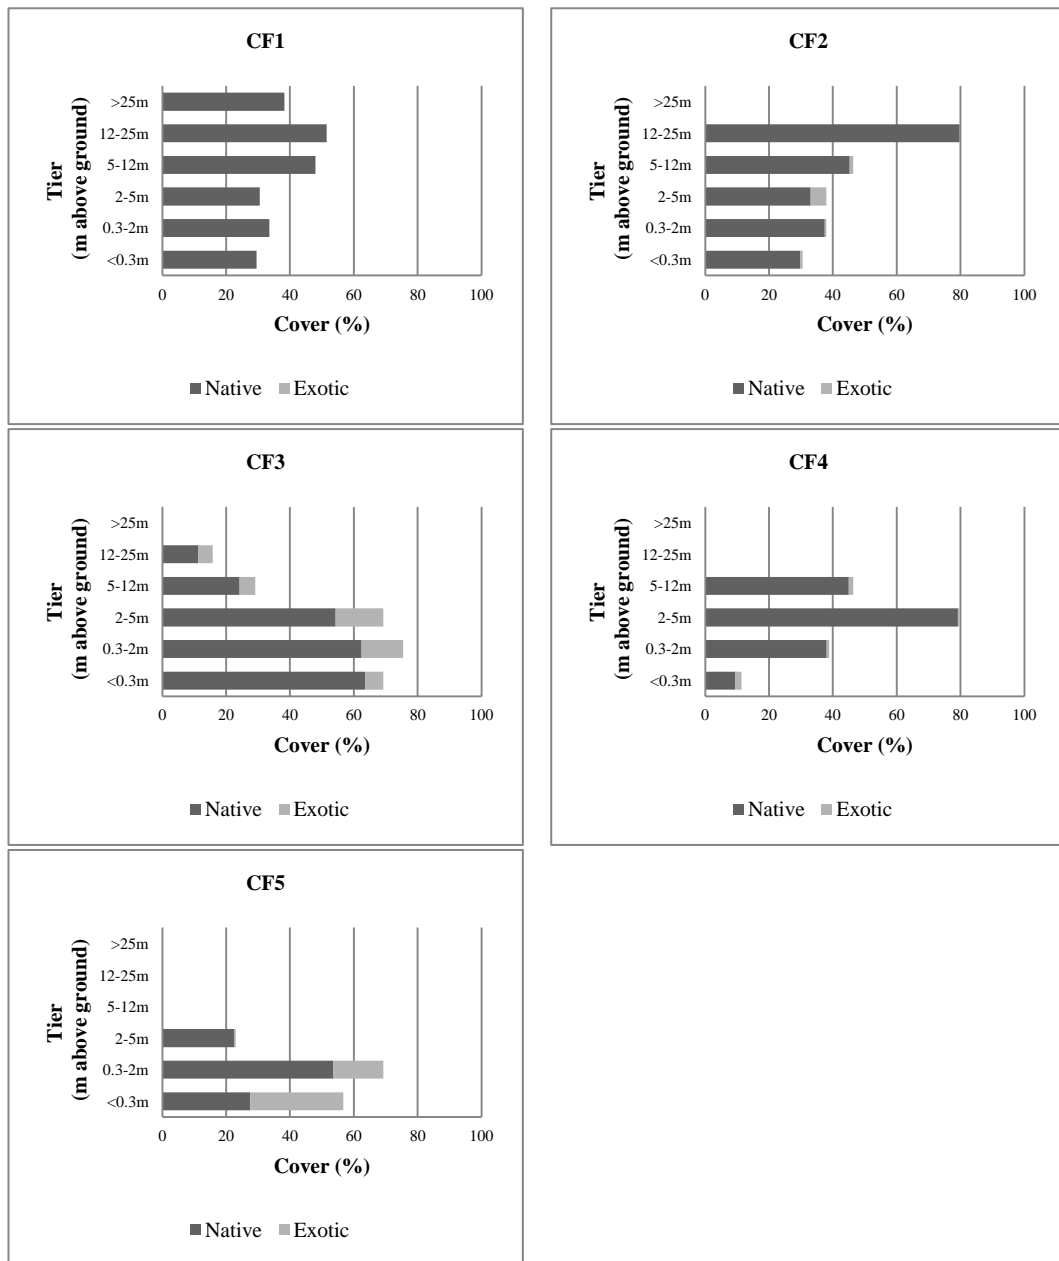 CF1
Tier
(m above ground)
>25m
12-25m
5-12m
2-5m
0.3-2m
<0.3m
0 20 40 60 80 100
Cover (%)
Native Exotic
CF2
Tier
(m above ground)
>25m
12-25m
5-12m
2-5m
0.3-2m
<0.3m
0 20 40 60 80 100
Cover (%)
Native Exotic
CF3
Tier
(m above ground)
>25m
12-25m
5-12m
2-5m
0.3-2m
<0.3m
0 20 40 60 80 100
Cover (%)
Native Exotic
CF4
Tier
(m above ground)
>25m
12-25m
5-12m
2-5m
0.3-2m
<0.3m
0 20 40 60 80 100
Cover (%)
Native Exotic
CF5
Tier
(m above ground)
>25m
12-25m
5-12m
2-5m
0.3-2m
<0.3m
0 20 40 60 80 100
Cover (%)
Native Exotic